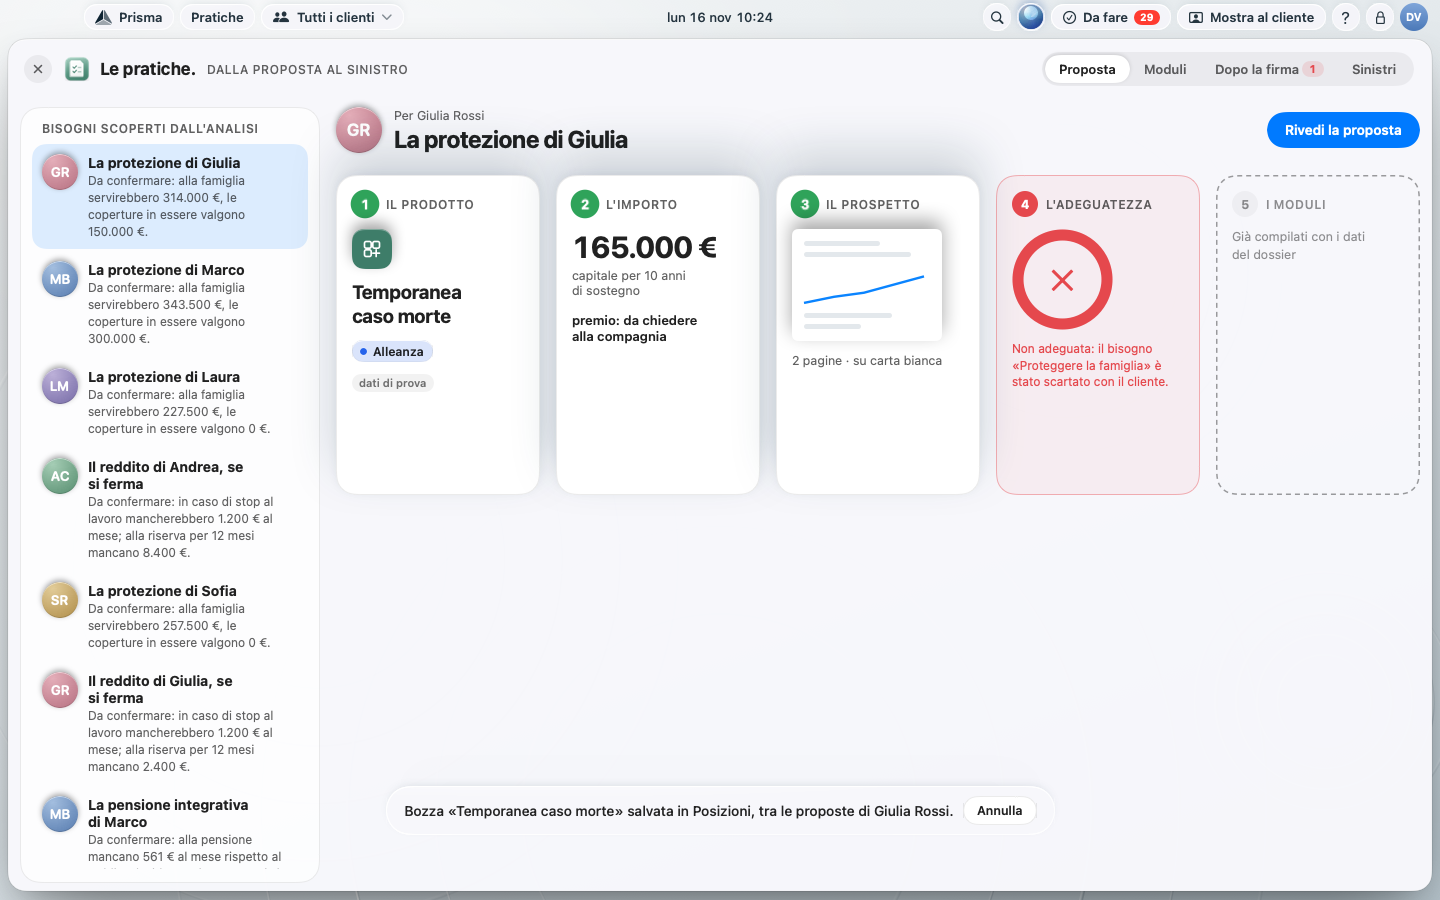 Prisma
Pratiche
Tutti i clienti
lun 16 nov 10:24
Da fare 29
Mostra al cliente
?
DV
Le pratiche. DALLA PROPOSTA AL SINISTRO
Proposta
Moduli
Dopo la firma 1
Sinistri
BISOGNI SCOPERTI DALL'ANALISI
GR
La protezione di Giulia
Da confermare: alla famiglia
servirebbero 314.000 €, le
coperture in essere valgono
150.000 €.
MB
La protezione di Marco
Da confermare: alla famiglia
servirebbero 343.500 €, le
coperture in essere valgono
300.000 €.
LM
La protezione di Laura
Da confermare: alla famiglia
servirebbero 227.500 €, le
coperture in essere valgono 0 €.
AC
Il reddito di Andrea, se
si ferma
Da confermare: in caso di stop al
lavoro mancherebbero 1.200 € al
mese; alla riserva per 12 mesi
mancano 8.400 €.
SR
La protezione di Sofia
Da confermare: alla famiglia
servirebbero 257.500 €, le
coperture in essere valgono 0 €.
GR
Il reddito di Giulia, se
si ferma
Da confermare: in caso di stop al
lavoro mancherebbero 1.200 € al
mese; alla riserva per 12 mesi
mancano 2.400 €.
MB
La pensione integrativa
di Marco
Da confermare: alla pensione
mancano 561 € al mese rispetto al
GR
Per Giulia Rossi
La protezione di Giulia
Rivedi la proposta
1 IL PRODOTTO
Temporanea
caso morte
Alleanza
dati di prova
2 L'IMPORTO
165.000 €
capitale per 10 anni
di sostegno
premio: da chiedere
alla compagnia
3 IL PROSPETTO
2 pagine · su carta bianca
4 L'ADEGUATEZZA
Non adeguata: il bisogno
«Proteggere la famiglia» è
stato scartato con il cliente.
5 I MODULI
Già compilati con i dati
del dossier
Bozza «Temporanea caso morte» salvata in Posizioni, tra le proposte di Giulia Rossi.
Annulla